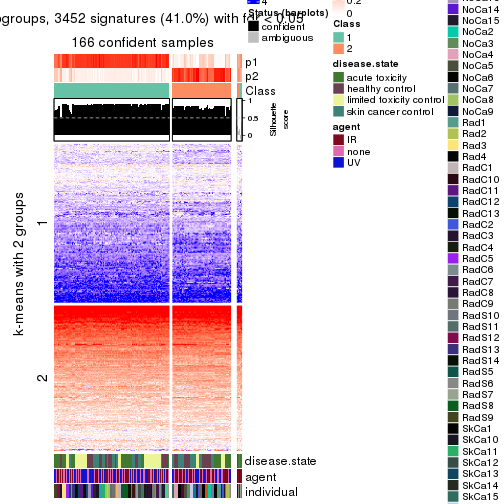 groups, 3452 signatures (41.0%) with fdr < 0.05
166 confident samples
p1
p2
Class
1
0.5
0
Silhouette
score
k-means with 2 groups
1
2
disease.state
agent
individual
4
Status (barplots)
confident
ambiguous
0.2
Class
1
2
disease.state
acute toxicity
healthy control
limited toxicity control
skin cancer control
agent
IR
none
UV
NoCa14
NoCa15
NoCa2
NoCa3
NoCa4
NoCa5
NoCa6
NoCa7
NoCa8
NoCa9
Rad1
Rad2
Rad3
Rad4
RadC1
RadC10
RadC11
RadC12
RadC13
RadC2
RadC3
RadC4
RadC5
RadC6
RadC7
RadC8
RadC9
RadS10
RadS11
RadS12
RadS13
RadS14
RadS5
RadS6
RadS7
RadS8
RadS9
SkCa1
SkCa10
SkCa11
SkCa12
SkCa13
SkCa14